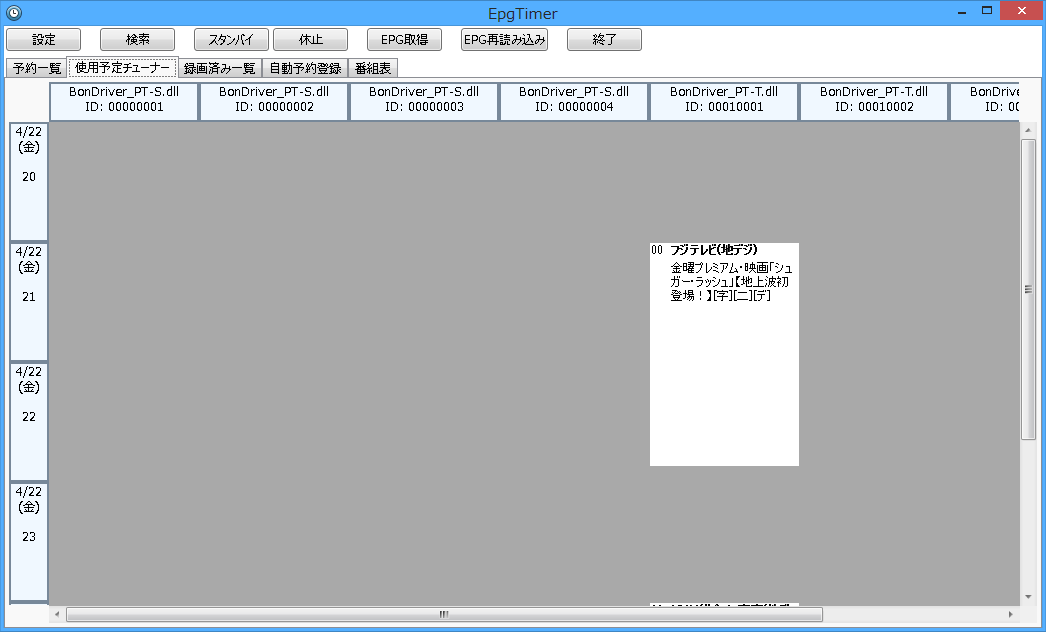 EpgTimer
設定 検索 スタンバイ 休止 EPG取得 EPG再読み込み 終了
予約一覧 使用予定チューナー 録画済み一覧 自動予約登録 番組表
BonDriver_PT-S.dll BonDriver_PT-S.dll BonDriver_PT-S.dll BonDriver_PT-S.dll BonDriver_PT-T.dll BonDriver_PT-T.dll BonDrive
ID: 00000001 ID: 00000002 ID: 00000003 ID: 00000004 ID: 00010001 ID: 00010002 ID: 00
4/22
(金)
20
4/22
(金)
21
00 フジテレビ(地デジ)
金曜プレミアム・映画「シュ
ガー・ラッシュ」【地上波初
登場!】[字][二][デ]
4/22
(金)
22
4/22
(金)
23